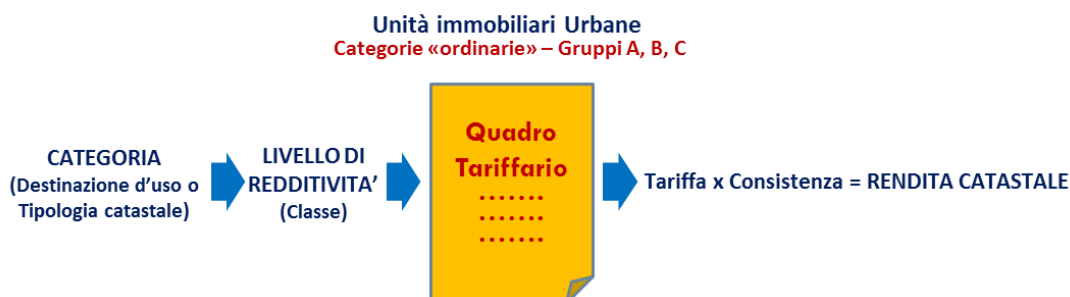 Unità immobiliari Urbane
Categorie «ordinarie» – Gruppi A, B, C
CATEGORIA
(Destinazione d'uso o
Tipologia catastale)
LIVELLO DI
REDDITIVITA'
(Classe)
Quadro
Tariffario
.......
.......
.......
Tariffa x Consistenza = RENDITA CATASTALE